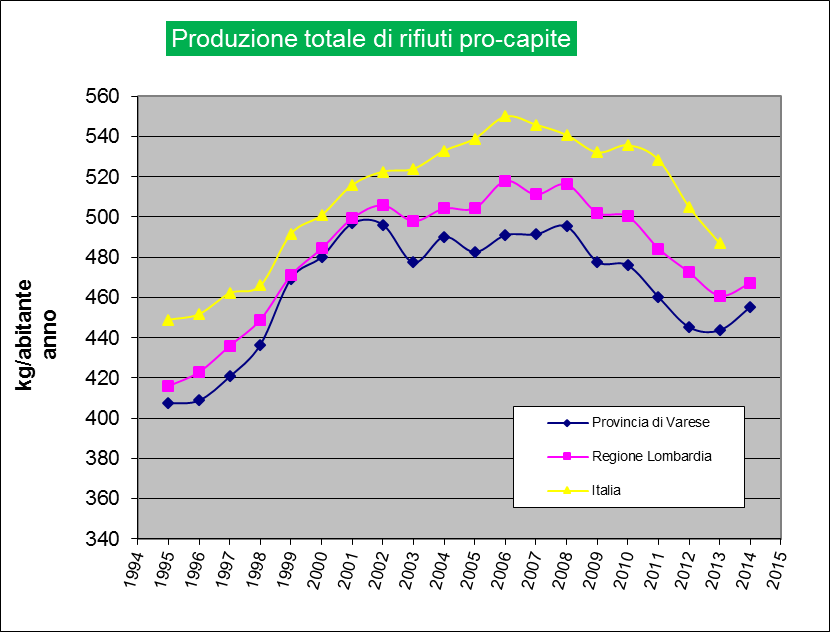 Produzione totale di rifiuti pro-capite
560
540
520
500
480
460
440
420
400
380
360
340
kg/abitante
anno
Provincia di Varese
Regione Lombardia
Italia
1994 1995 1996 1997 1998 1999 2000 2001 2002 2003 2004 2005 2006 2007 2008 2009 2010 2011 2012 2013 2014 2015